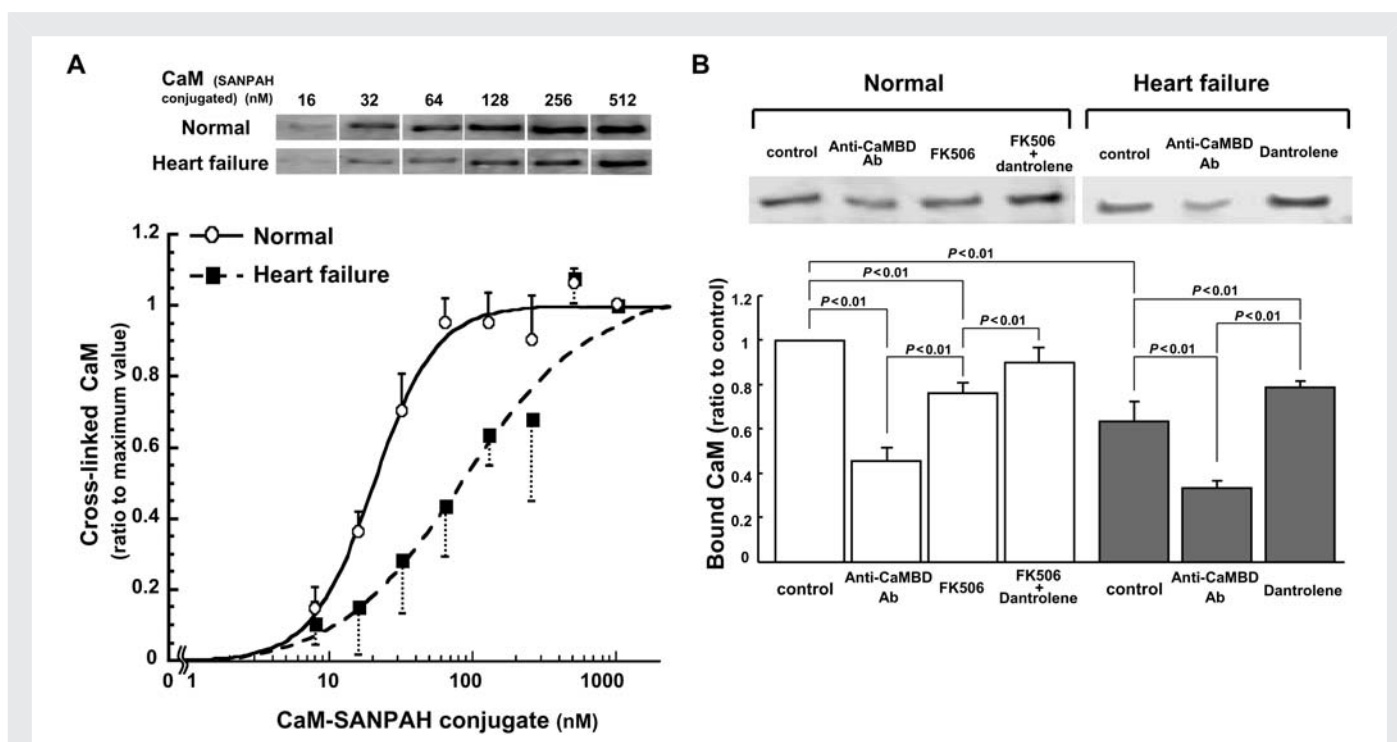 A
CaM (SANPAH
conjugated) (nM) 16 32 64 128 256 512
Normal
Heart failure
1.2
1
0.8
0.6
0.4
0.2
0
Cross-linked CaM
(ratio to maximum value)
Normal
Heart failure
0 1 10 100 1000
CaM-SANPAH conjugate (nM)
B
Normal Heart failure
control Anti-CaMBD
Ab FK506 FK506
+
dantrolene control Anti-CaMBD
Ab Dantrolene
P<0.01
P<0.01
P<0.01
P<0.01
P<0.01
P<0.01
P<0.01
P<0.01
1.2
1
0.8
0.6
0.4
0.2
0
Bound CaM (ratio to control)
control Anti-CaMBD
Ab FK506 FK506
+
Dantrolene control Anti-CaMBD
Ab Dantrolene